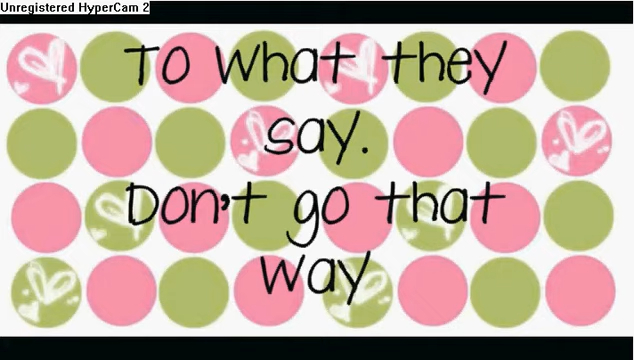 Unregistered HyperCam 2
To what they
say.
Don't go that
way